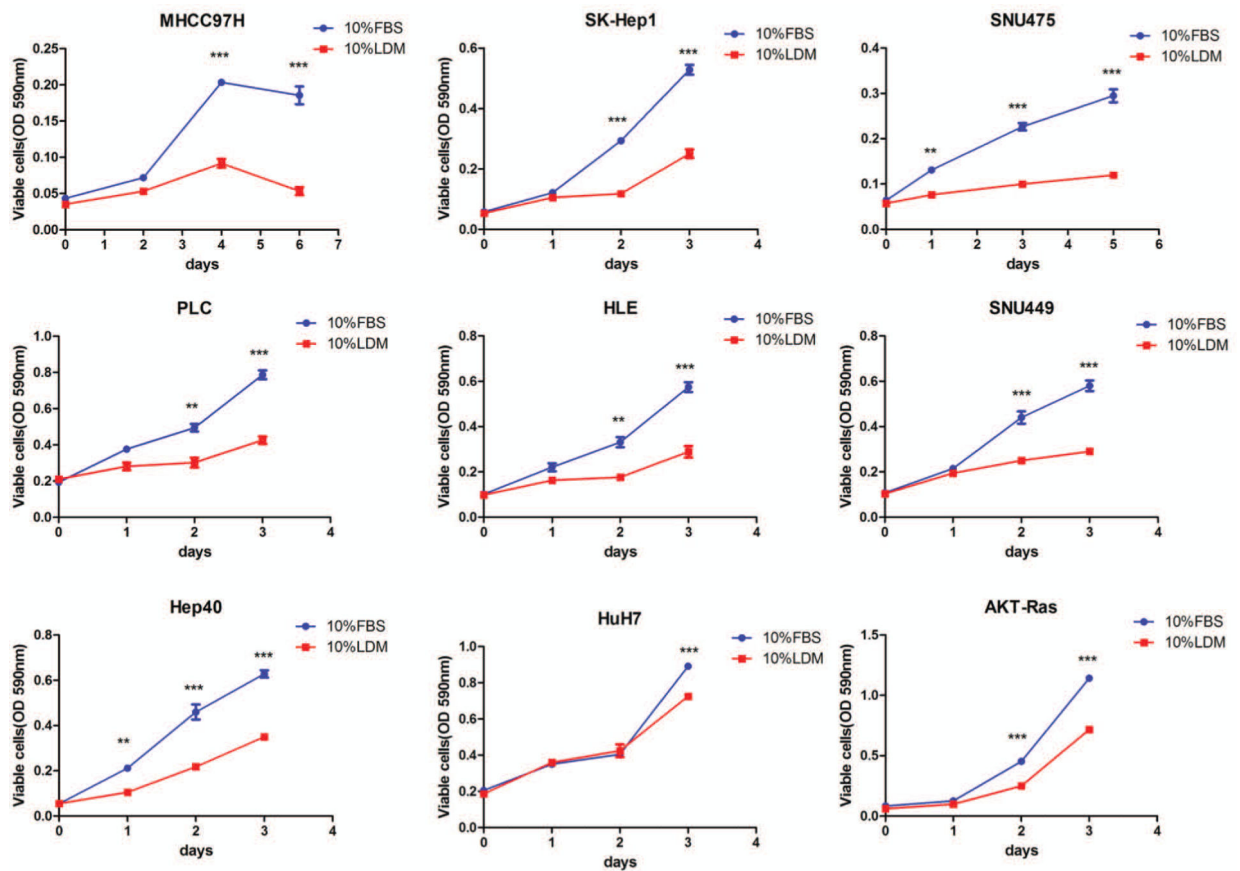 MHCC97H
10%FBS
10%LDM
Viable cells(OD 590nm)
0.25
0.20
0.15
0.10
0.05
0.00
***
***
0 1 2 3 4 5 6 7
days
SK-Hep1
10%FBS
10%LDM
Viable cells(OD 590nm)
0.6
0.4
0.2
0.0
***
***
0 1 2 3 4
days
SNU475
10%FBS
10%LDM
Viable cells(OD 590nm)
0.4
0.3
0.2
0.1
0.0
**
***
***
0 1 2 3 4 5 6
days
PLC
10%FBS
10%LDM
Viable cells(OD 590nm)
1.0
0.8
0.6
0.4
0.2
0.0
**
***
0 1 2 3 4
days
HLE
10%FBS
10%LDM
Viable cells(OD 590nm)
0.8
0.6
0.4
0.2
0.0
**
***
0 1 2 3 4
days
SNU449
10%FBS
10%LDM
Viable cells(OD 590nm)
0.8
0.6
0.4
0.2
0.0
***
***
0 1 2 3 4
days
Hep40
10%FBS
10%LDM
Viable cells(OD 590nm)
0.8
0.6
0.4
0.2
0.0
**
***
***
0 1 2 3 4
days
HuH7
10%FBS
10%LDM
Viable cells(OD 590nm)
1.0
0.8
0.6
0.4
0.2
0.0
***
0 1 2 3 4
days
AKT-Ras
10%FBS
10%LDM
Viable cells(OD 590nm)
1.5
1.0
0.5
0.0
***
***
0 1 2 3 4
days